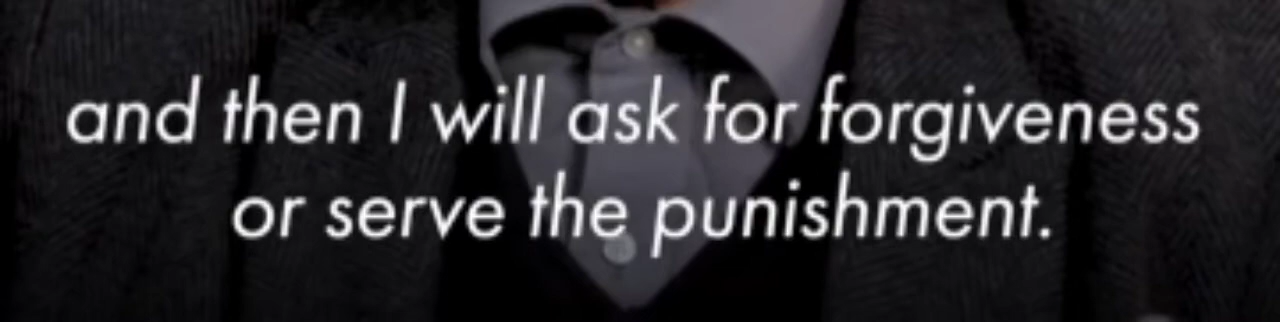 and then I will ask for forgiveness
or serve the punishment.